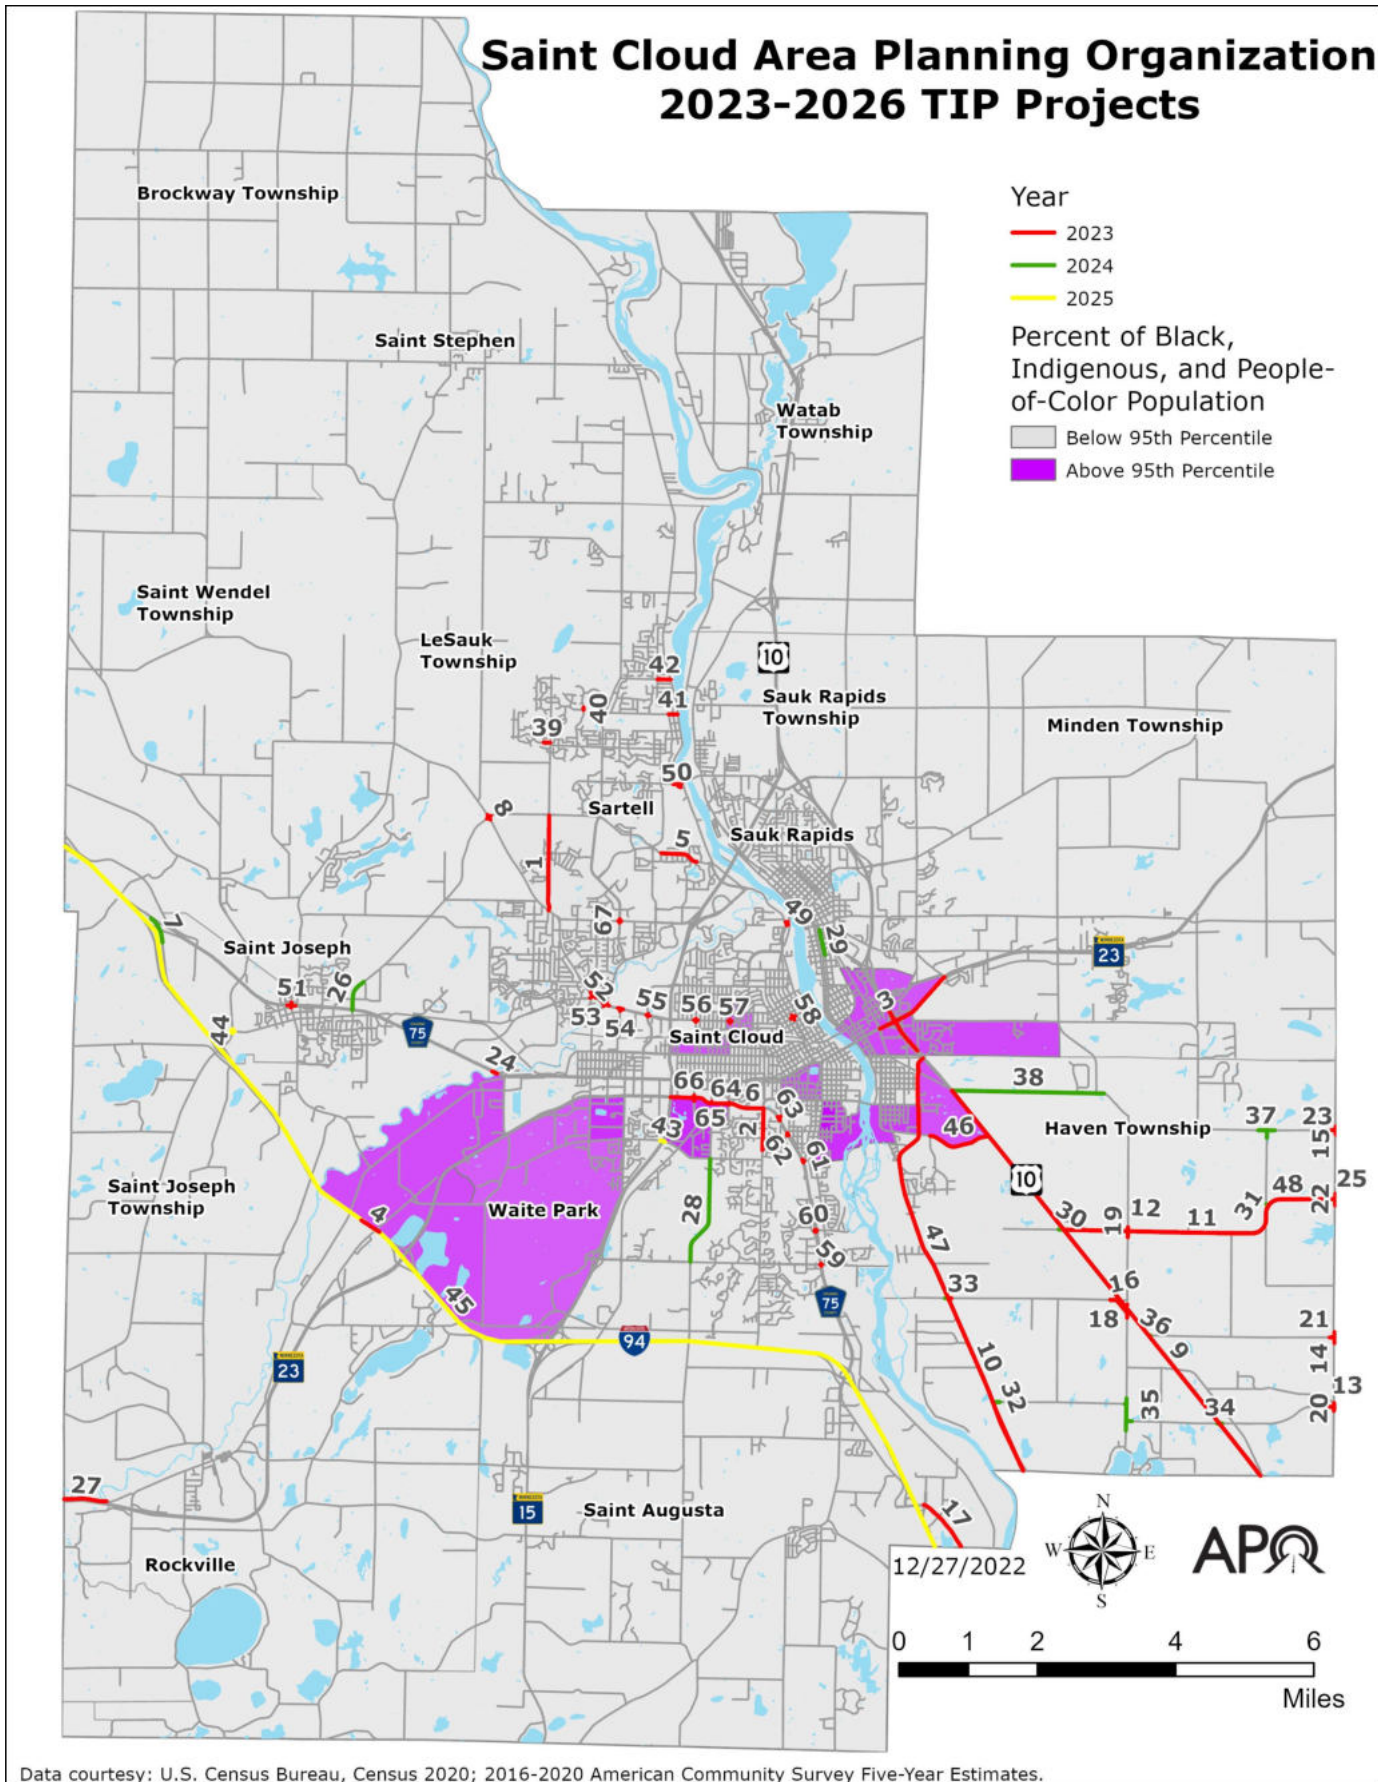 Saint Cloud Area Planning Organization
2023-2026 TIP Projects
Year
2023
2024
2025
Percent of Black,
Indigenous, and People-
of-Color Population
Below 95th Percentile
Above 95th Percentile
Brockway Township
Saint Stephen
Watab
Township
Saint Wendel
Township
LeSauk
Township
42
10
41
40
Sauk Rapids
Township
Minden Township
39
50
8
Sartell
Sauk Rapids
5
1
67
49
7
29
Saint Joseph
23
51
26
52
53
54
55
56
57
58
3
44
75
Saint Cloud
24
38
66
64
6
65
63
2
62
43
61
46
Haven Township
37
23
15
10
Saint Joseph
Township
Waite Park
28
4
45
60
59
47
30
19
12
11
31
48
22
25
75
33
16
18
36
9
21
14
94
23
10
32
35
34
13
20
27
15
Saint Augusta
17
Rockville
12/27/2022
N
W
E
S
APO
0
1
2
4
6
Miles
Data courtesy: U.S. Census Bureau, Census 2020; 2016-2020 American Community Survey Five-Year Estimates.